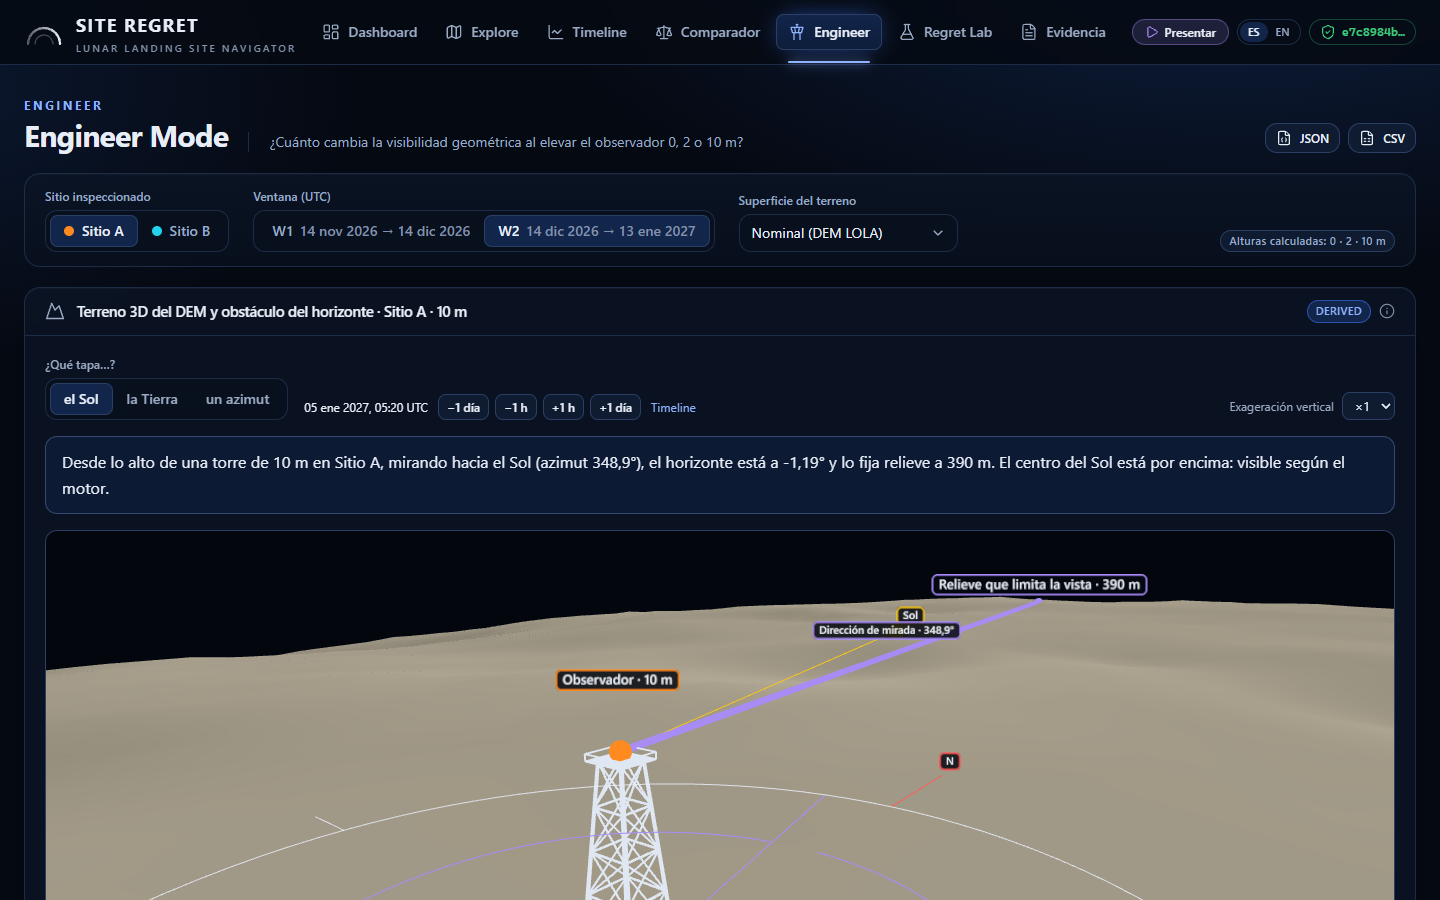 SITE REGRET
LUNAR LANDING SITE NAVIGATOR
Dashboard
Explore
Timeline
Comparador
Engineer
Regret Lab
Evidencia
Presentar
ES EN
e7c8984b…
ENGINEER
Engineer Mode
¿Cuánto cambia la visibilidad geométrica al elevar el observador 0, 2 o 10 m?
JSON
CSV
Sitio inspeccionado
Sitio A
Sitio B
Ventana (UTC)
W1 14 nov 2026 → 14 dic 2026
W2 14 dic 2026 → 13 ene 2027
Superficie del terreno
Nominal (DEM LOLA)
Alturas calculadas: 0 · 2 · 10 m
Terreno 3D del DEM y obstáculo del horizonte · Sitio A · 10 m
DERIVED
¿Qué tapa...?
el Sol
la Tierra
un azimut
05 ene 2027, 05:20 UTC
−1 día
−1 h
+1 h
+1 día
Timeline
Exageración vertical
×1
Desde lo alto de una torre de 10 m en Sitio A, mirando hacia el Sol (azimut 348,9°), el horizonte está a -1,19° y lo fija relieve a 390 m. El centro del Sol está por encima: visible según el
motor.
Relieve que limita la vista · 390 m
Sol
Dirección de mirada · 348,9°
Observador · 10 m
N